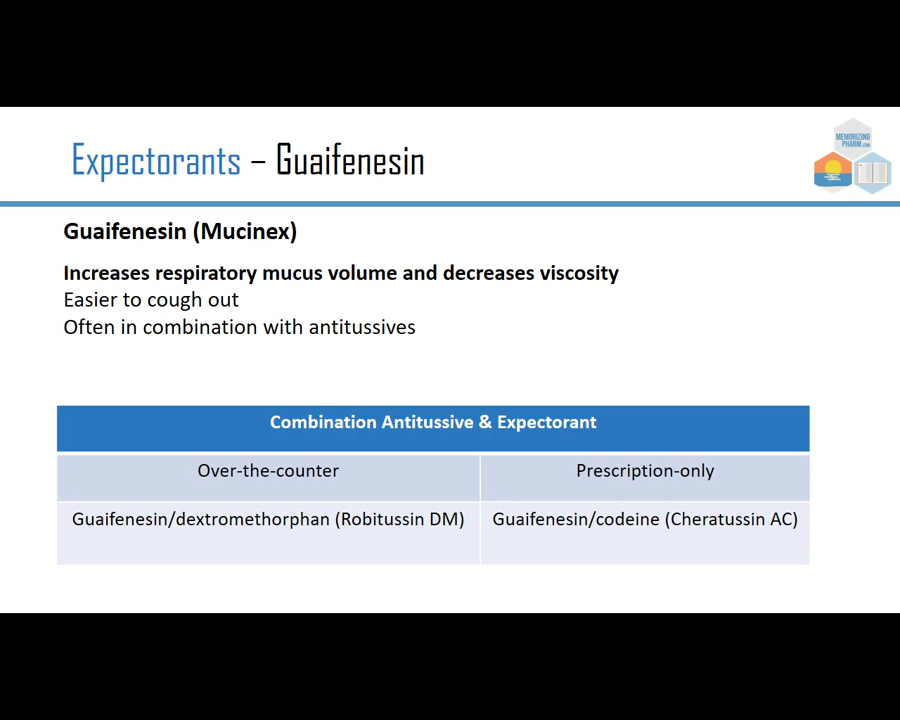 Expectorants – Guaifenesin
MEMORIZING
PHARM.COM
Guaifenesin (Mucinex)
Increases respiratory mucus volume and decreases viscosity
Easier to cough out
Often in combination with antitussives
Combination Antitussive & Expectorant
Over-the-counter
Prescription-only
Guaifenesin/dextromethorphan (Robitussin DM)
Guaifenesin/codeine (Cheratussin AC)